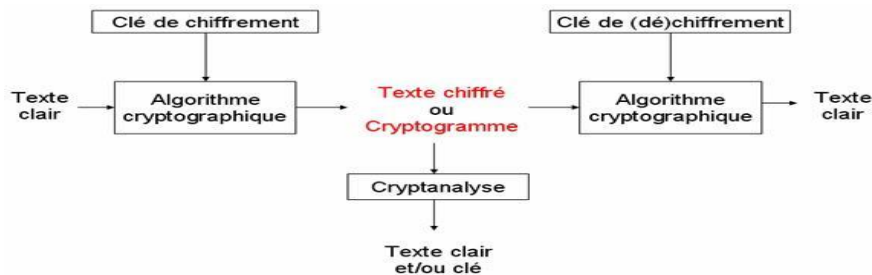 Clé de chiffrement
Clé de (dé)chiffrement
Texte
clair
Algorithme
cryptographique
Texte chiffré
ou
Cryptogramme
Algorithme
cryptographique
Texte
clair
Cryptanalyse
Texte clair
et/ou clé